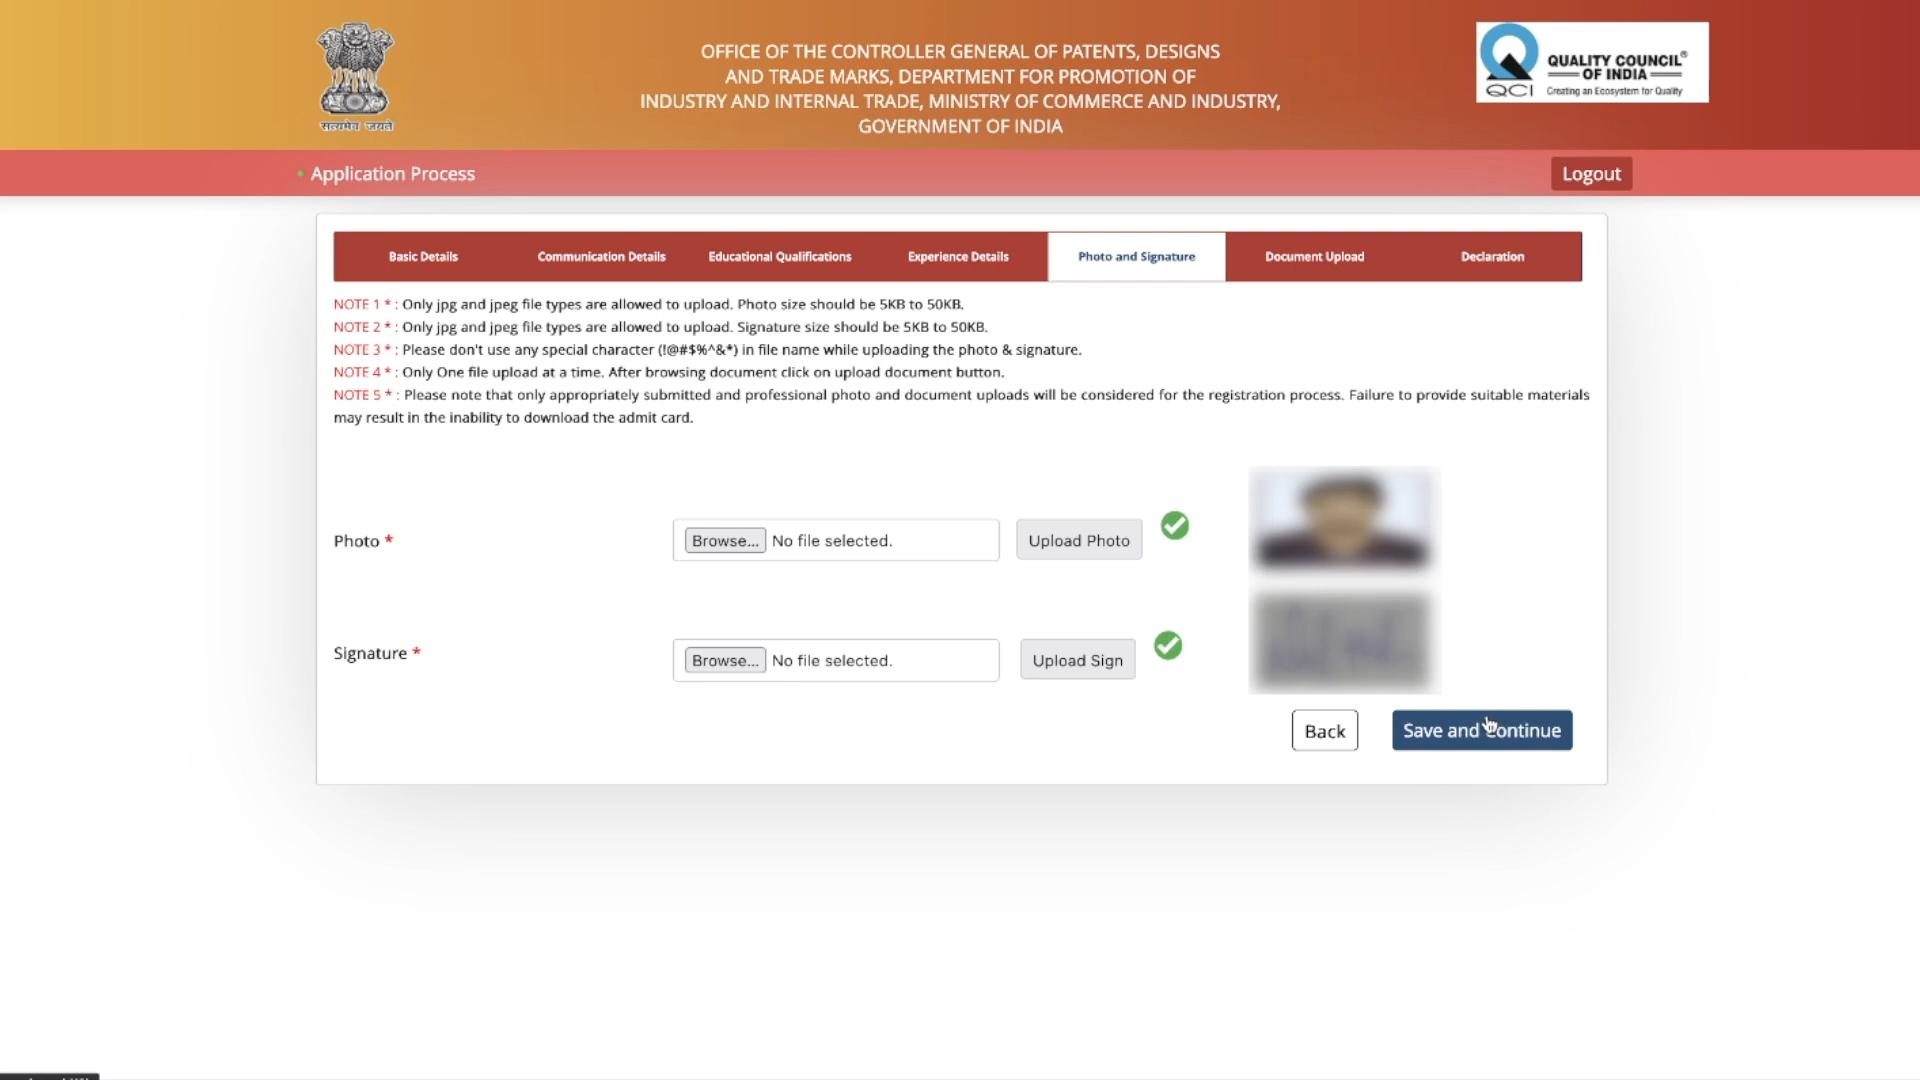 सत्यमेव जयते
OFFICE OF THE CONTROLLER GENERAL OF PATENTS, DESIGNS
AND TRADE MARKS, DEPARTMENT FOR PROMOTION OF
INDUSTRY AND INTERNAL TRADE, MINISTRY OF COMMERCE AND INDUSTRY,
GOVERNMENT OF INDIA
QUALITY COUNCIL®
OF INDIA
QCI Creating an Ecosystem for Quality
Application Process
Logout
Basic Details Communication Details Educational Qualifications Experience Details Photo and Signature Document Upload Declaration
NOTE 1 * : Only jpg and jpeg file types are allowed to upload. Photo size should be 5KB to 50KB.
NOTE 2 * : Only jpg and jpeg file types are allowed to upload. Signature size should be 5KB to 50KB.
NOTE 3 * : Please don't use any special character (!@#$%^&*) in file name while uploading the photo & signature.
NOTE 4 * : Only One file upload at a time. After browsing document click on upload document button.
NOTE 5 * : Please note that only appropriately submitted and professional photo and document uploads will be considered for the registration process. Failure to provide suitable materials
may result in the inability to download the admit card.
Photo * Browse... No file selected. Upload Photo
Signature * Browse... No file selected. Upload Sign
Back Save and Continue